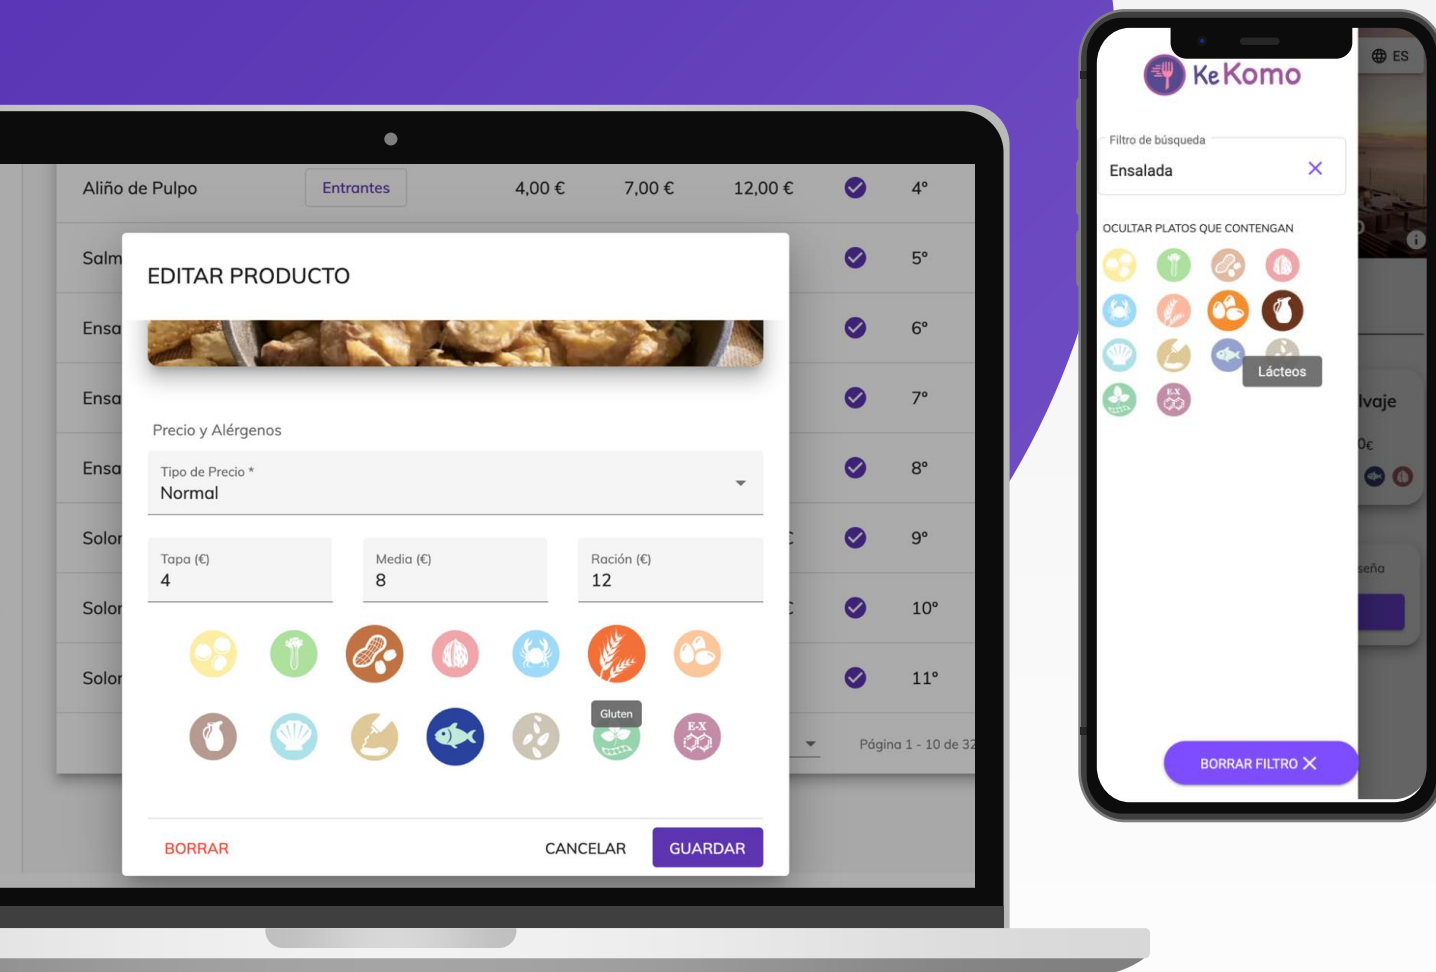 Aliño de Pulpo Entrantes 4,00 € 7,00 € 12,00 € 4º
Salm 5º
Ensa 6º
Ensa 7º
Ensa 8º
Solor 9º
Solor 10º
Solor 11º
Página 1 - 10 de 32
EDITAR PRODUCTO
Precio y Alérgenos
Tipo de Precio *
Normal
Tapa (€) Media (€) Ración (€)
4 8 12
Gluten
E-X
BORRAR CANCELAR GUARDAR
KeKomo
ES
Filtro de búsqueda
Ensalada
OCULTAR PLATOS QUE CONTENGAN
Lácteos
E-X
lvaje
0€
seña
BORRAR FILTRO